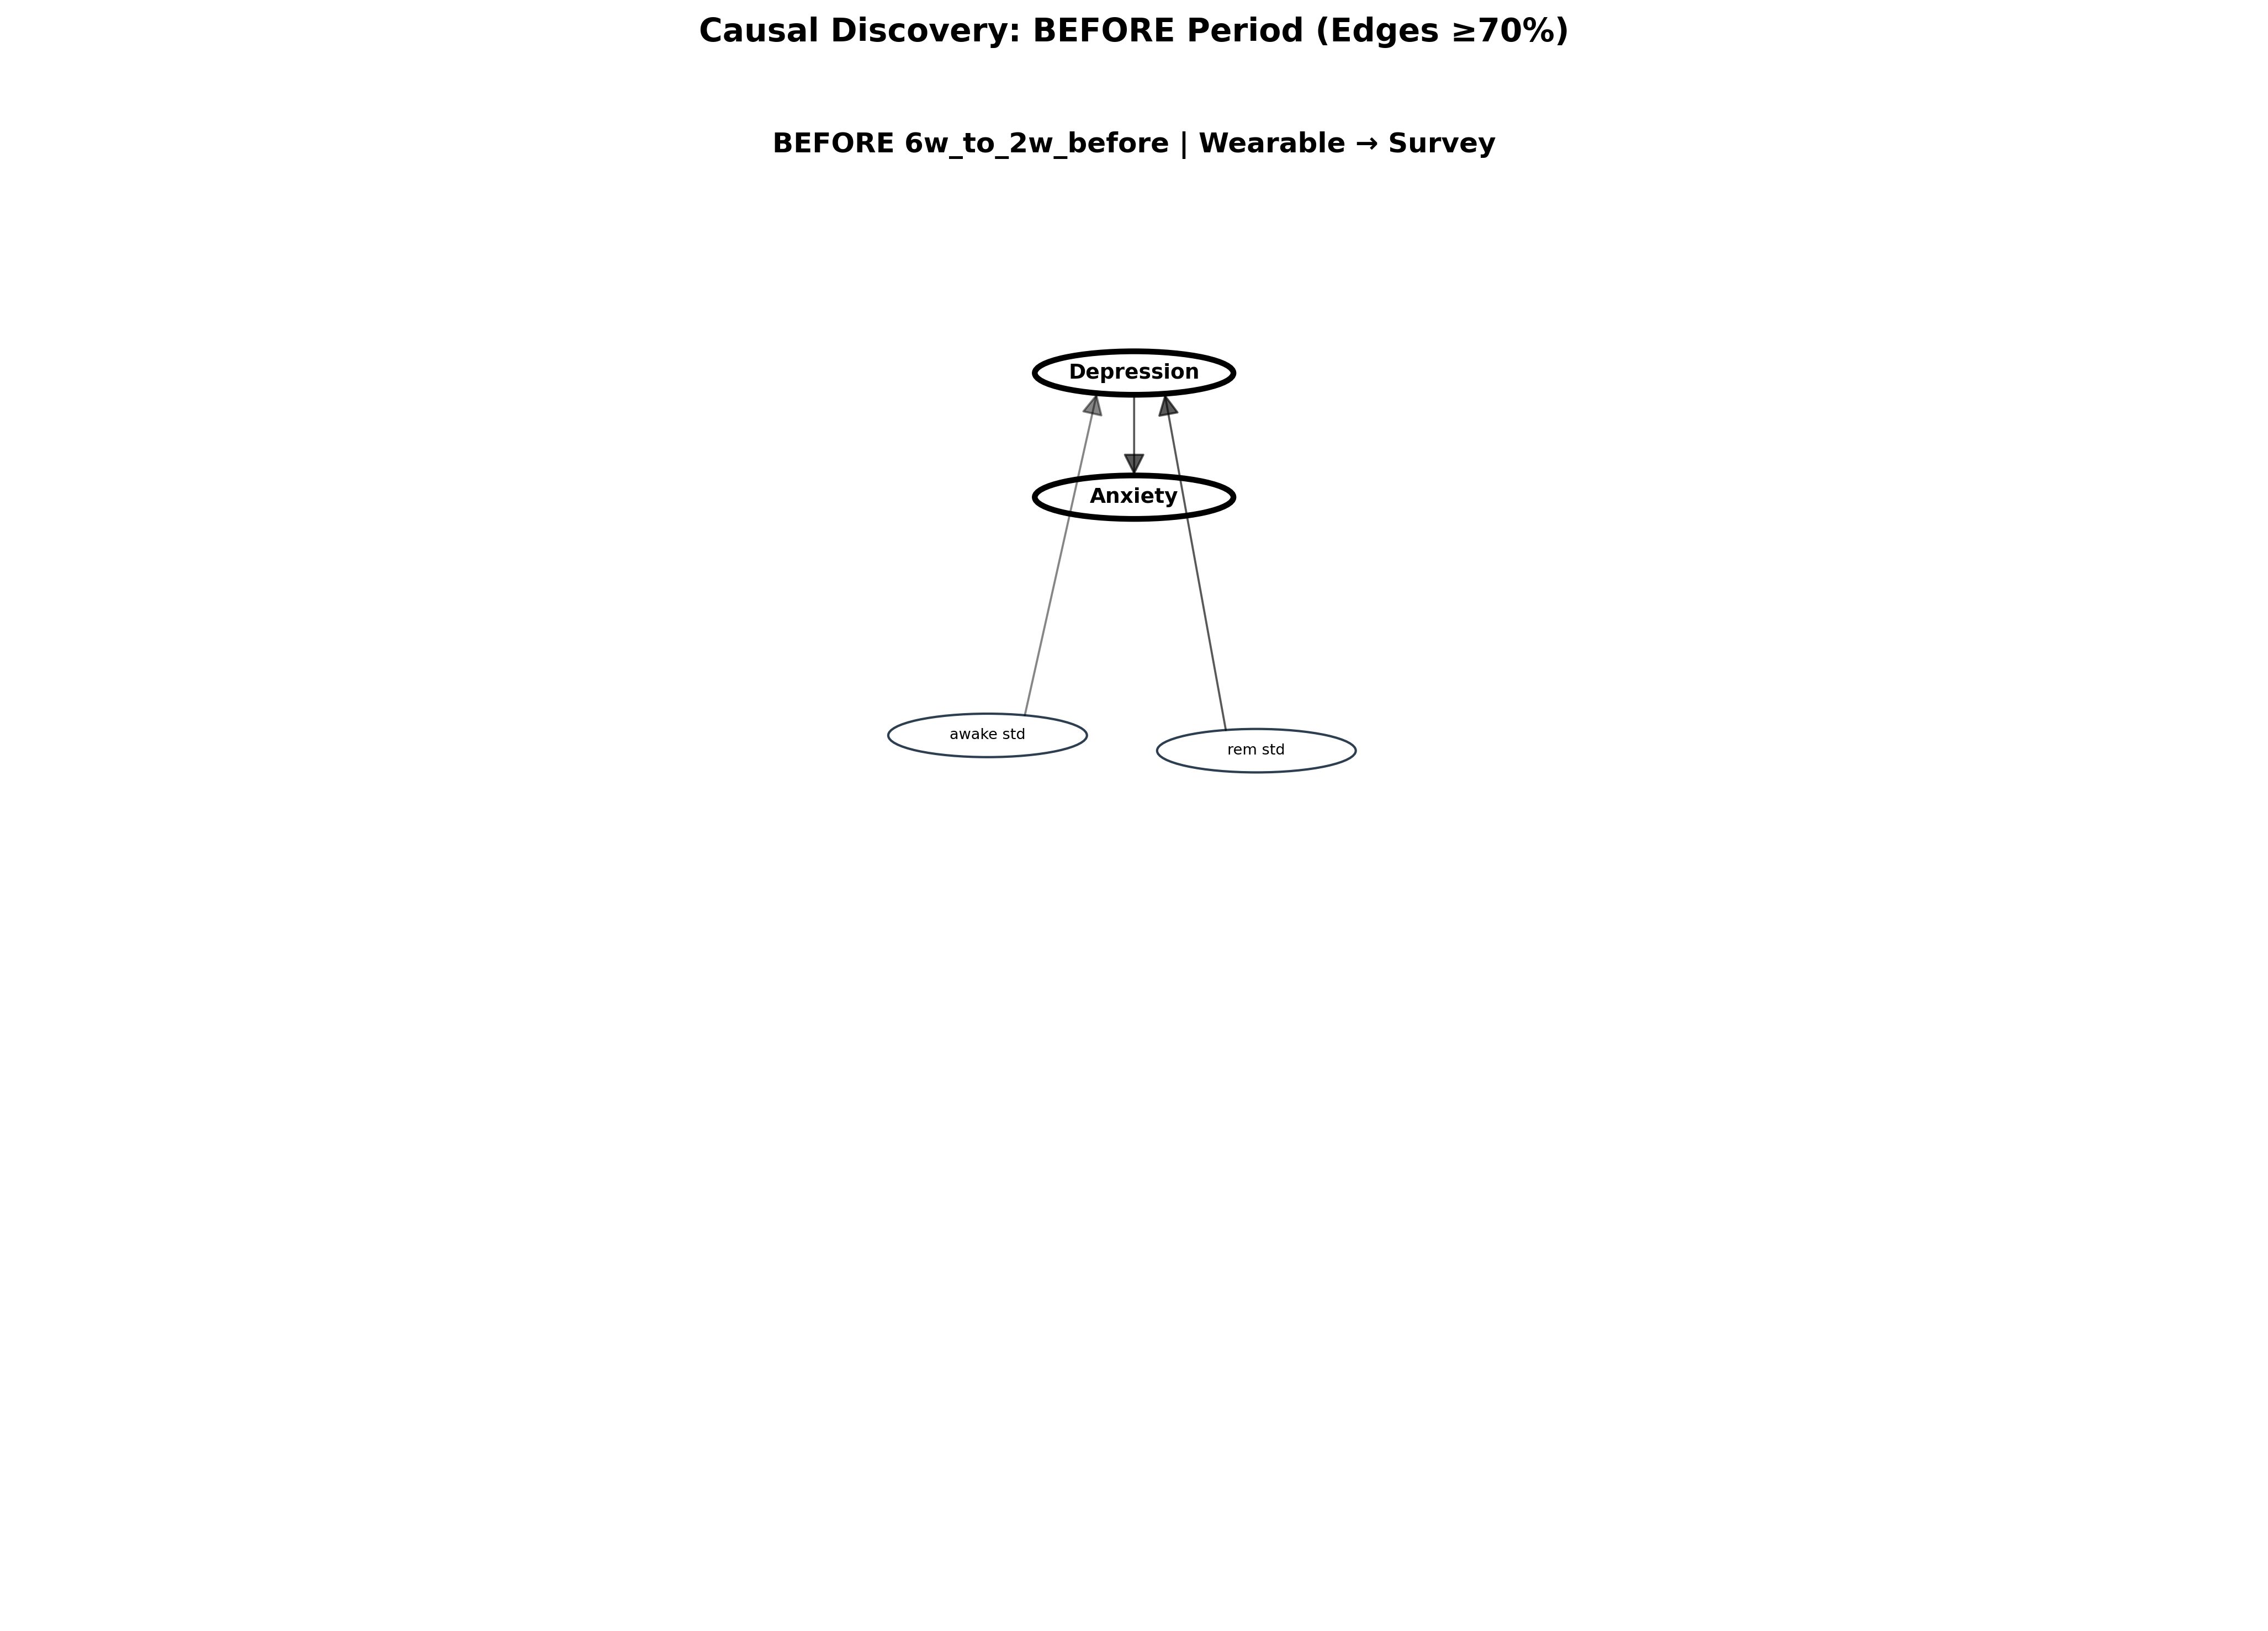 Causal Discovery: BEFORE Period (Edges ≥70%)
BEFORE 6w_to_2w_before | Wearable → Survey
Depression
Anxiety
awake std
rem std